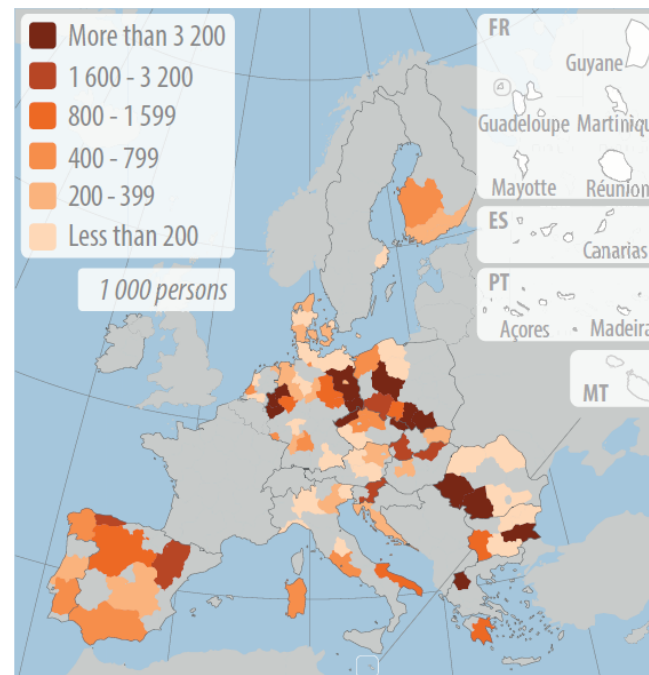 More than 3 200
1 600 - 3 200
800 - 1 599
400 - 799
200 - 399
Less than 200
1 000 persons
FR
Guyane
Guadeloupe
Martinique
Mayotte
Réunion
ES
Canarias
PT
Açores
Madeira
MT